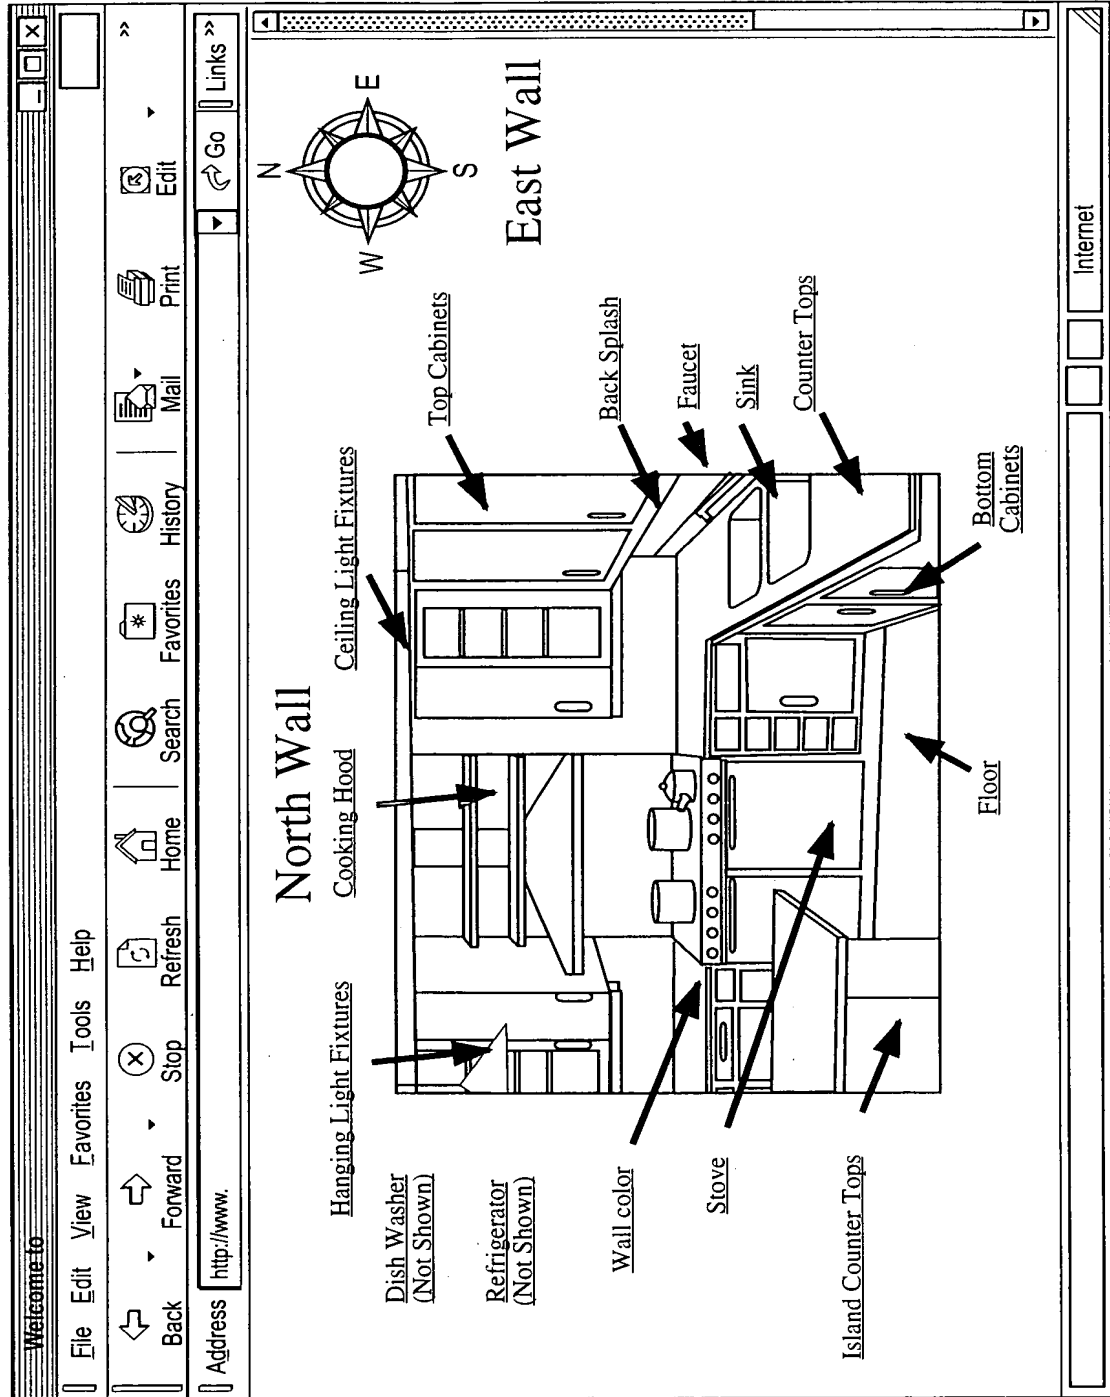 Welcome to
File Edit View Favorites Tools Help
Back Forward Stop Refresh Home Search Favorites History Mail Print Edit »
Address http://www. Go Links »
North Wall
N
W E
S
East Wall
Hanging Light Fixtures
Cooking Hood
Ceiling Light Fixtures
Top Cabinets
Dish Washer
(Not Shown)
Refrigerator
(Not Shown)
Back Splash
Wall color
Faucet
Stove
Sink
Counter Tops
Island Counter Tops
Floor
Bottom
Cabinets
Internet